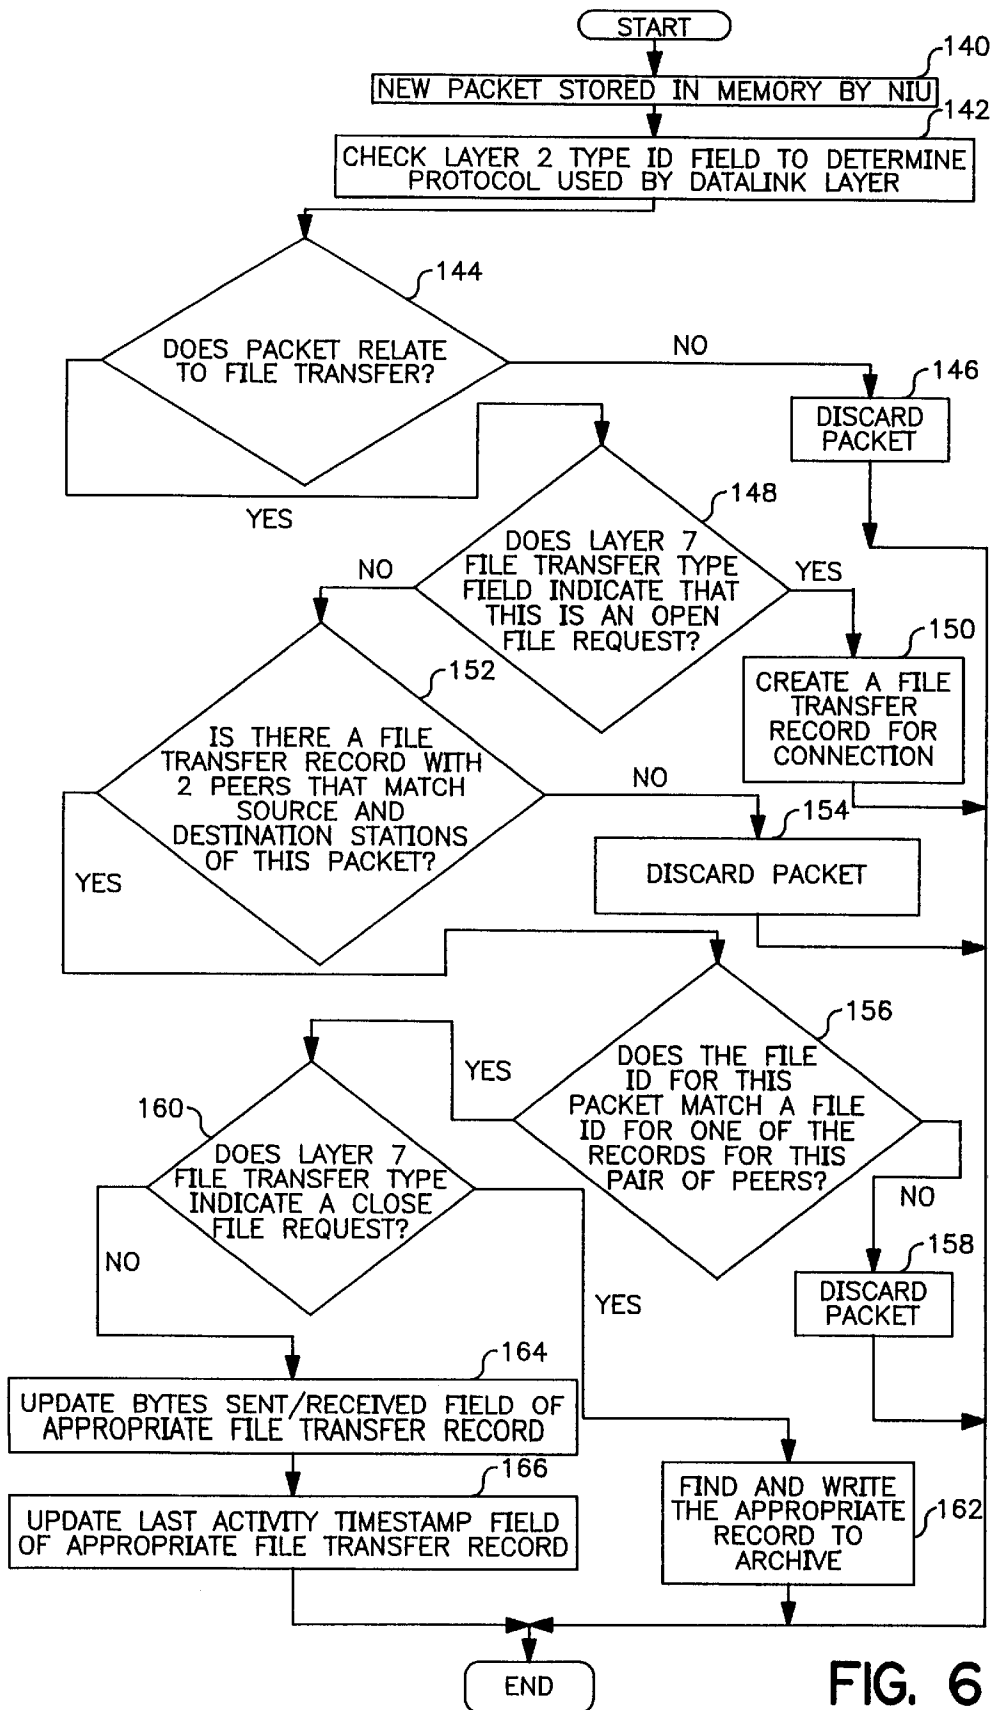 START
140
NEW PACKET STORED IN MEMORY BY NIU
142
CHECK LAYER 2 TYPE ID FIELD TO DETERMINE
PROTOCOL USED BY DATALINK LAYER
144
DOES PACKET RELATE
TO FILE TRANSFER?
NO
146
DISCARD
PACKET
YES
148
DOES LAYER 7
FILE TRANSFER TYPE
FIELD INDICATE THAT
THIS IS AN OPEN
FILE REQUEST?
NO
YES
150
CREATE A FILE
TRANSFER
RECORD FOR
CONNECTION
152
IS THERE A FILE
TRANSFER RECORD WITH
2 PEERS THAT MATCH
SOURCE AND
DESTINATION STATIONS
OF THIS PACKET?
NO
154
DISCARD PACKET
YES
156
DOES THE FILE
ID FOR THIS
PACKET MATCH A FILE
ID FOR ONE OF THE
RECORDS FOR THIS
PAIR OF PEERS?
YES
NO
158
DISCARD
PACKET
160
DOES LAYER 7
FILE TRANSFER TYPE
INDICATE A CLOSE
FILE REQUEST?
NO
YES
164
UPDATE BYTES SENT/RECEIVED FIELD OF
APPROPRIATE FILE TRANSFER RECORD
166
UPDATE LAST ACTIVITY TIMESTAMP FIELD
OF APPROPRIATE FILE TRANSFER RECORD
FIND AND WRITE
THE APPROPRIATE
RECORD TO
ARCHIVE
162
END
FIG. 6